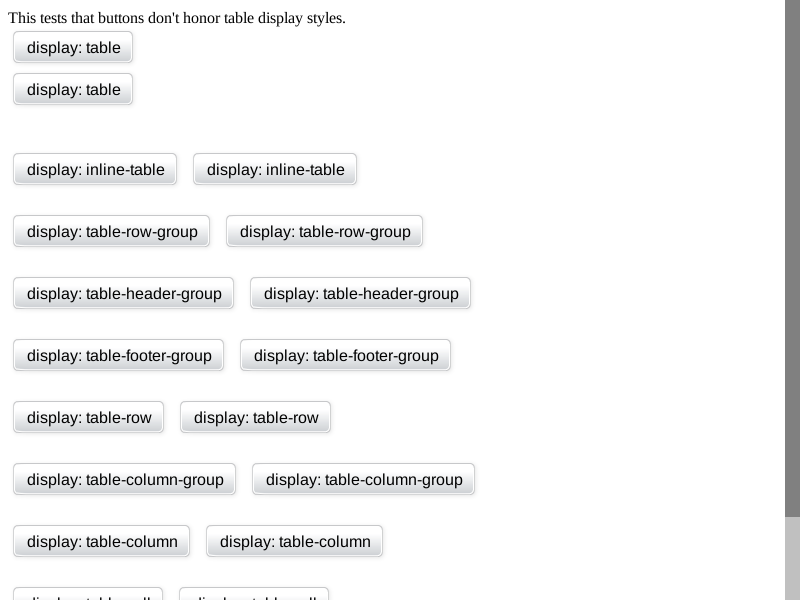 This tests that buttons don't honor table display styles.
display: table
display: table
display: inline-table display: inline-table
display: table-row-group display: table-row-group
display: table-header-group display: table-header-group
display: table-footer-group display: table-footer-group
display: table-row display: table-row
display: table-column-group display: table-column-group
display: table-column display: table-column